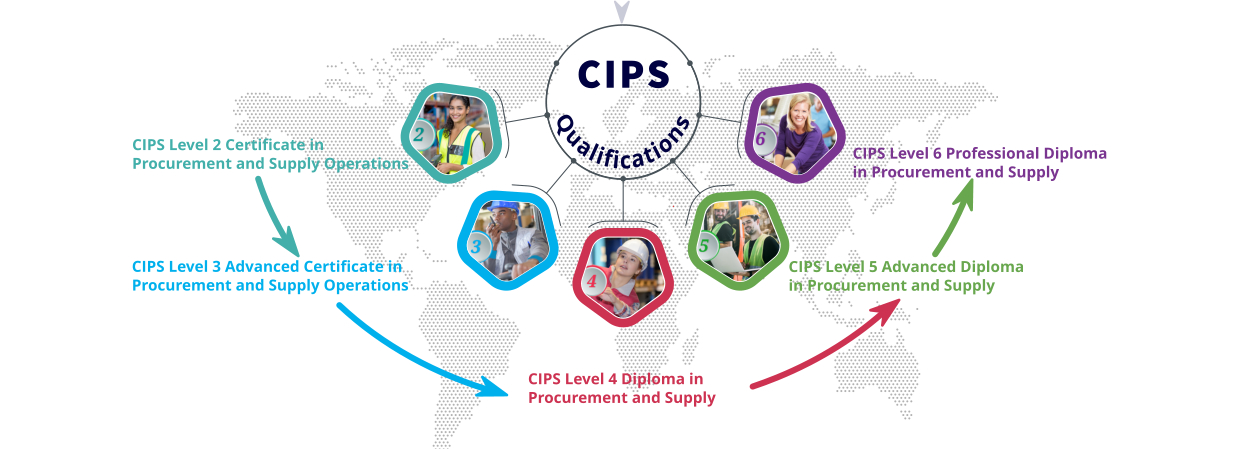 CIPS
Qualifications
2
CIPS Level 2 Certificate in
Procurement and Supply Operations
3
CIPS Level 3 Advanced Certificate in
Procurement and Supply Operations
4
CIPS Level 4 Diploma in
Procurement and Supply
5
CIPS Level 5 Advanced Diploma
in Procurement and Supply
6
CIPS Level 6 Professional Diploma
in Procurement and Supply